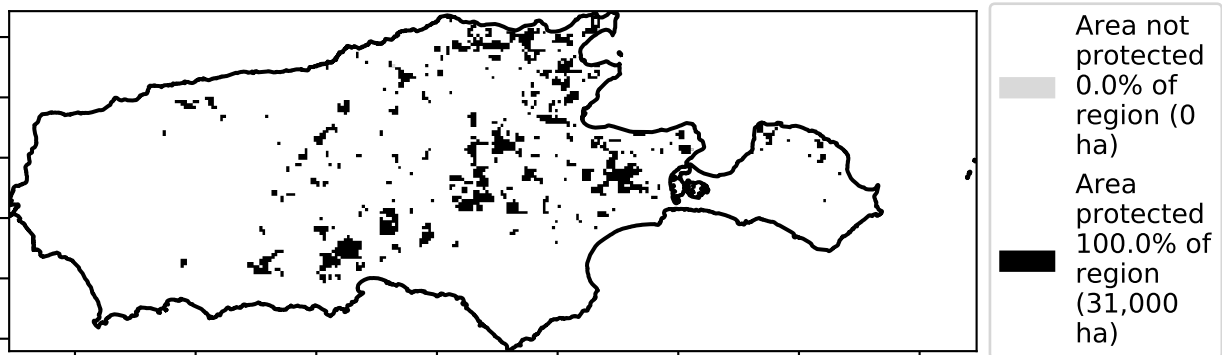 Area not
protected
0.0% of
region (0
ha)
Area
protected
100.0% of
region
(31,000
ha)